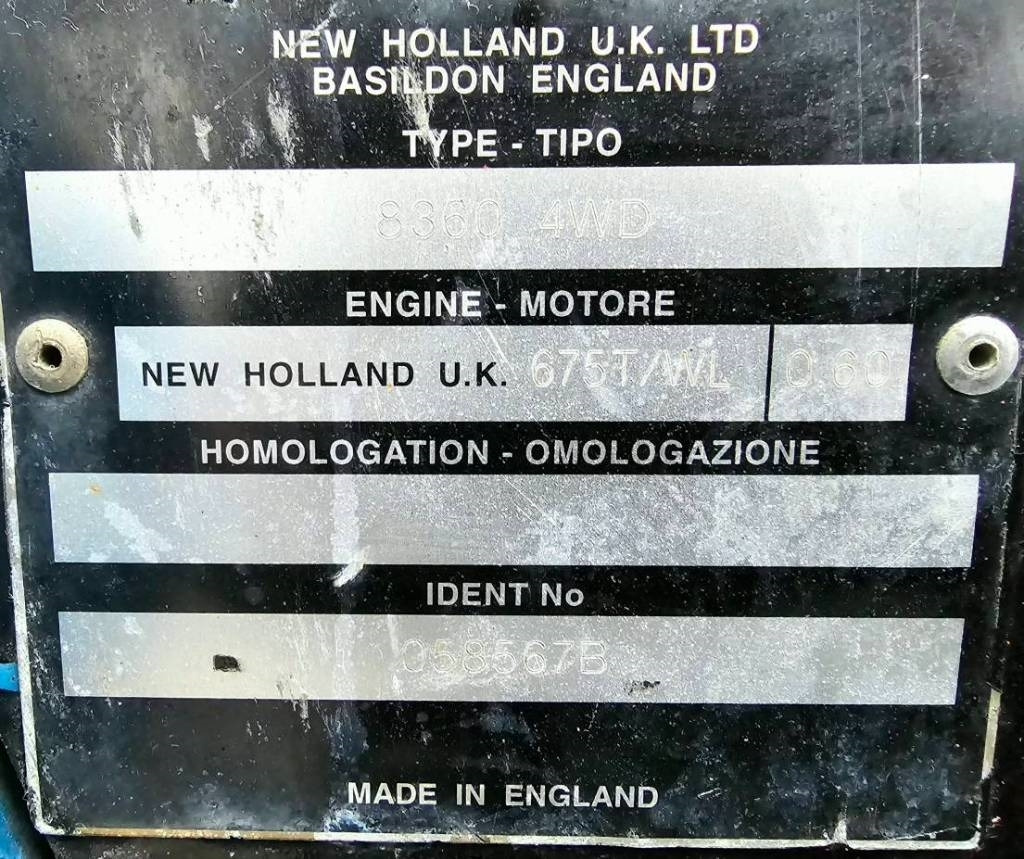 NEW HOLLAND U.K. LTD
BASILDON ENGLAND
TYPE - TIPO
8360 4WD
ENGINE - MOTORE
NEW HOLLAND U.K. 675T/WL 0.60
HOMOLOGATION - OMOLOGAZIONE
IDENT No
058567B
MADE IN ENGLAND